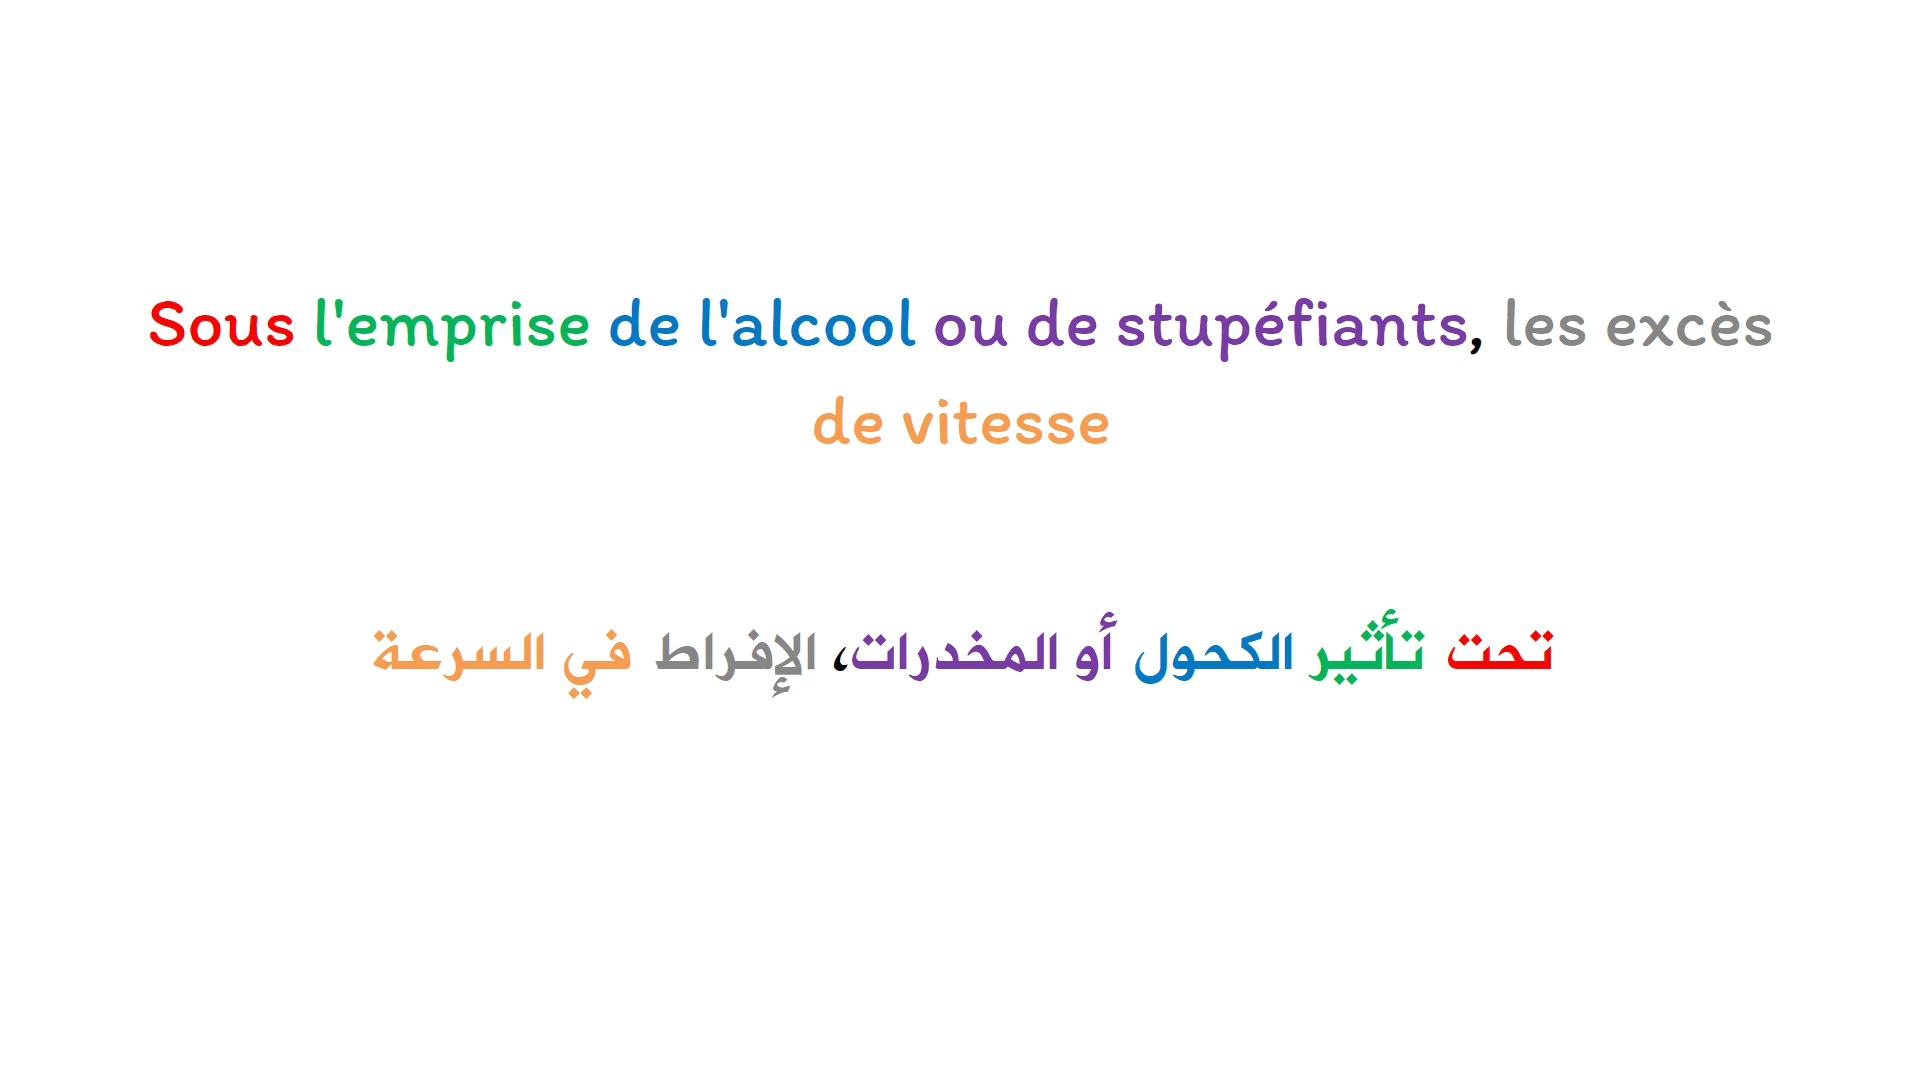 Sous l'emprise de l'alcool ou de stupéfiants, les excès
de vitesse
تحت تأثير الكحول أو المخدرات، الإفراط في السرعة